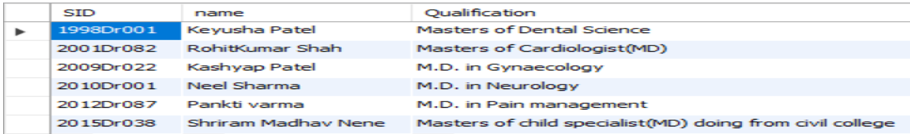 SID name Qualification
1998Dr001 Keyusha Patel Masters of Dental Science
2001Dr082 RohitKumar Shah Masters of Cardiologist(MD)
2009Dr022 Kashyap Patel M.D. in Gynaecology
2010Dr001 Neel Sharma M.D. in Neurology
2012Dr087 Pankti varma M.D. in Pain management
2015Dr038 Shriram Madhav Nene Masters of child specialist(MD) doing from civil college